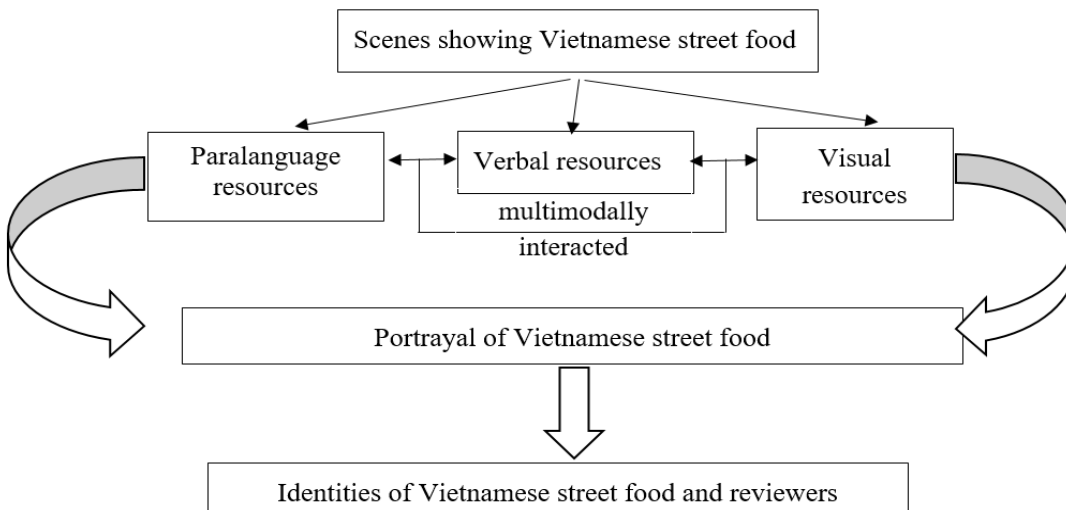 Scenes showing Vietnamese street food
Paralanguage
resources
Verbal resources
Visual
resources
multimodally
interacted
Portrayal of Vietnamese street food
Identities of Vietnamese street food and reviewers